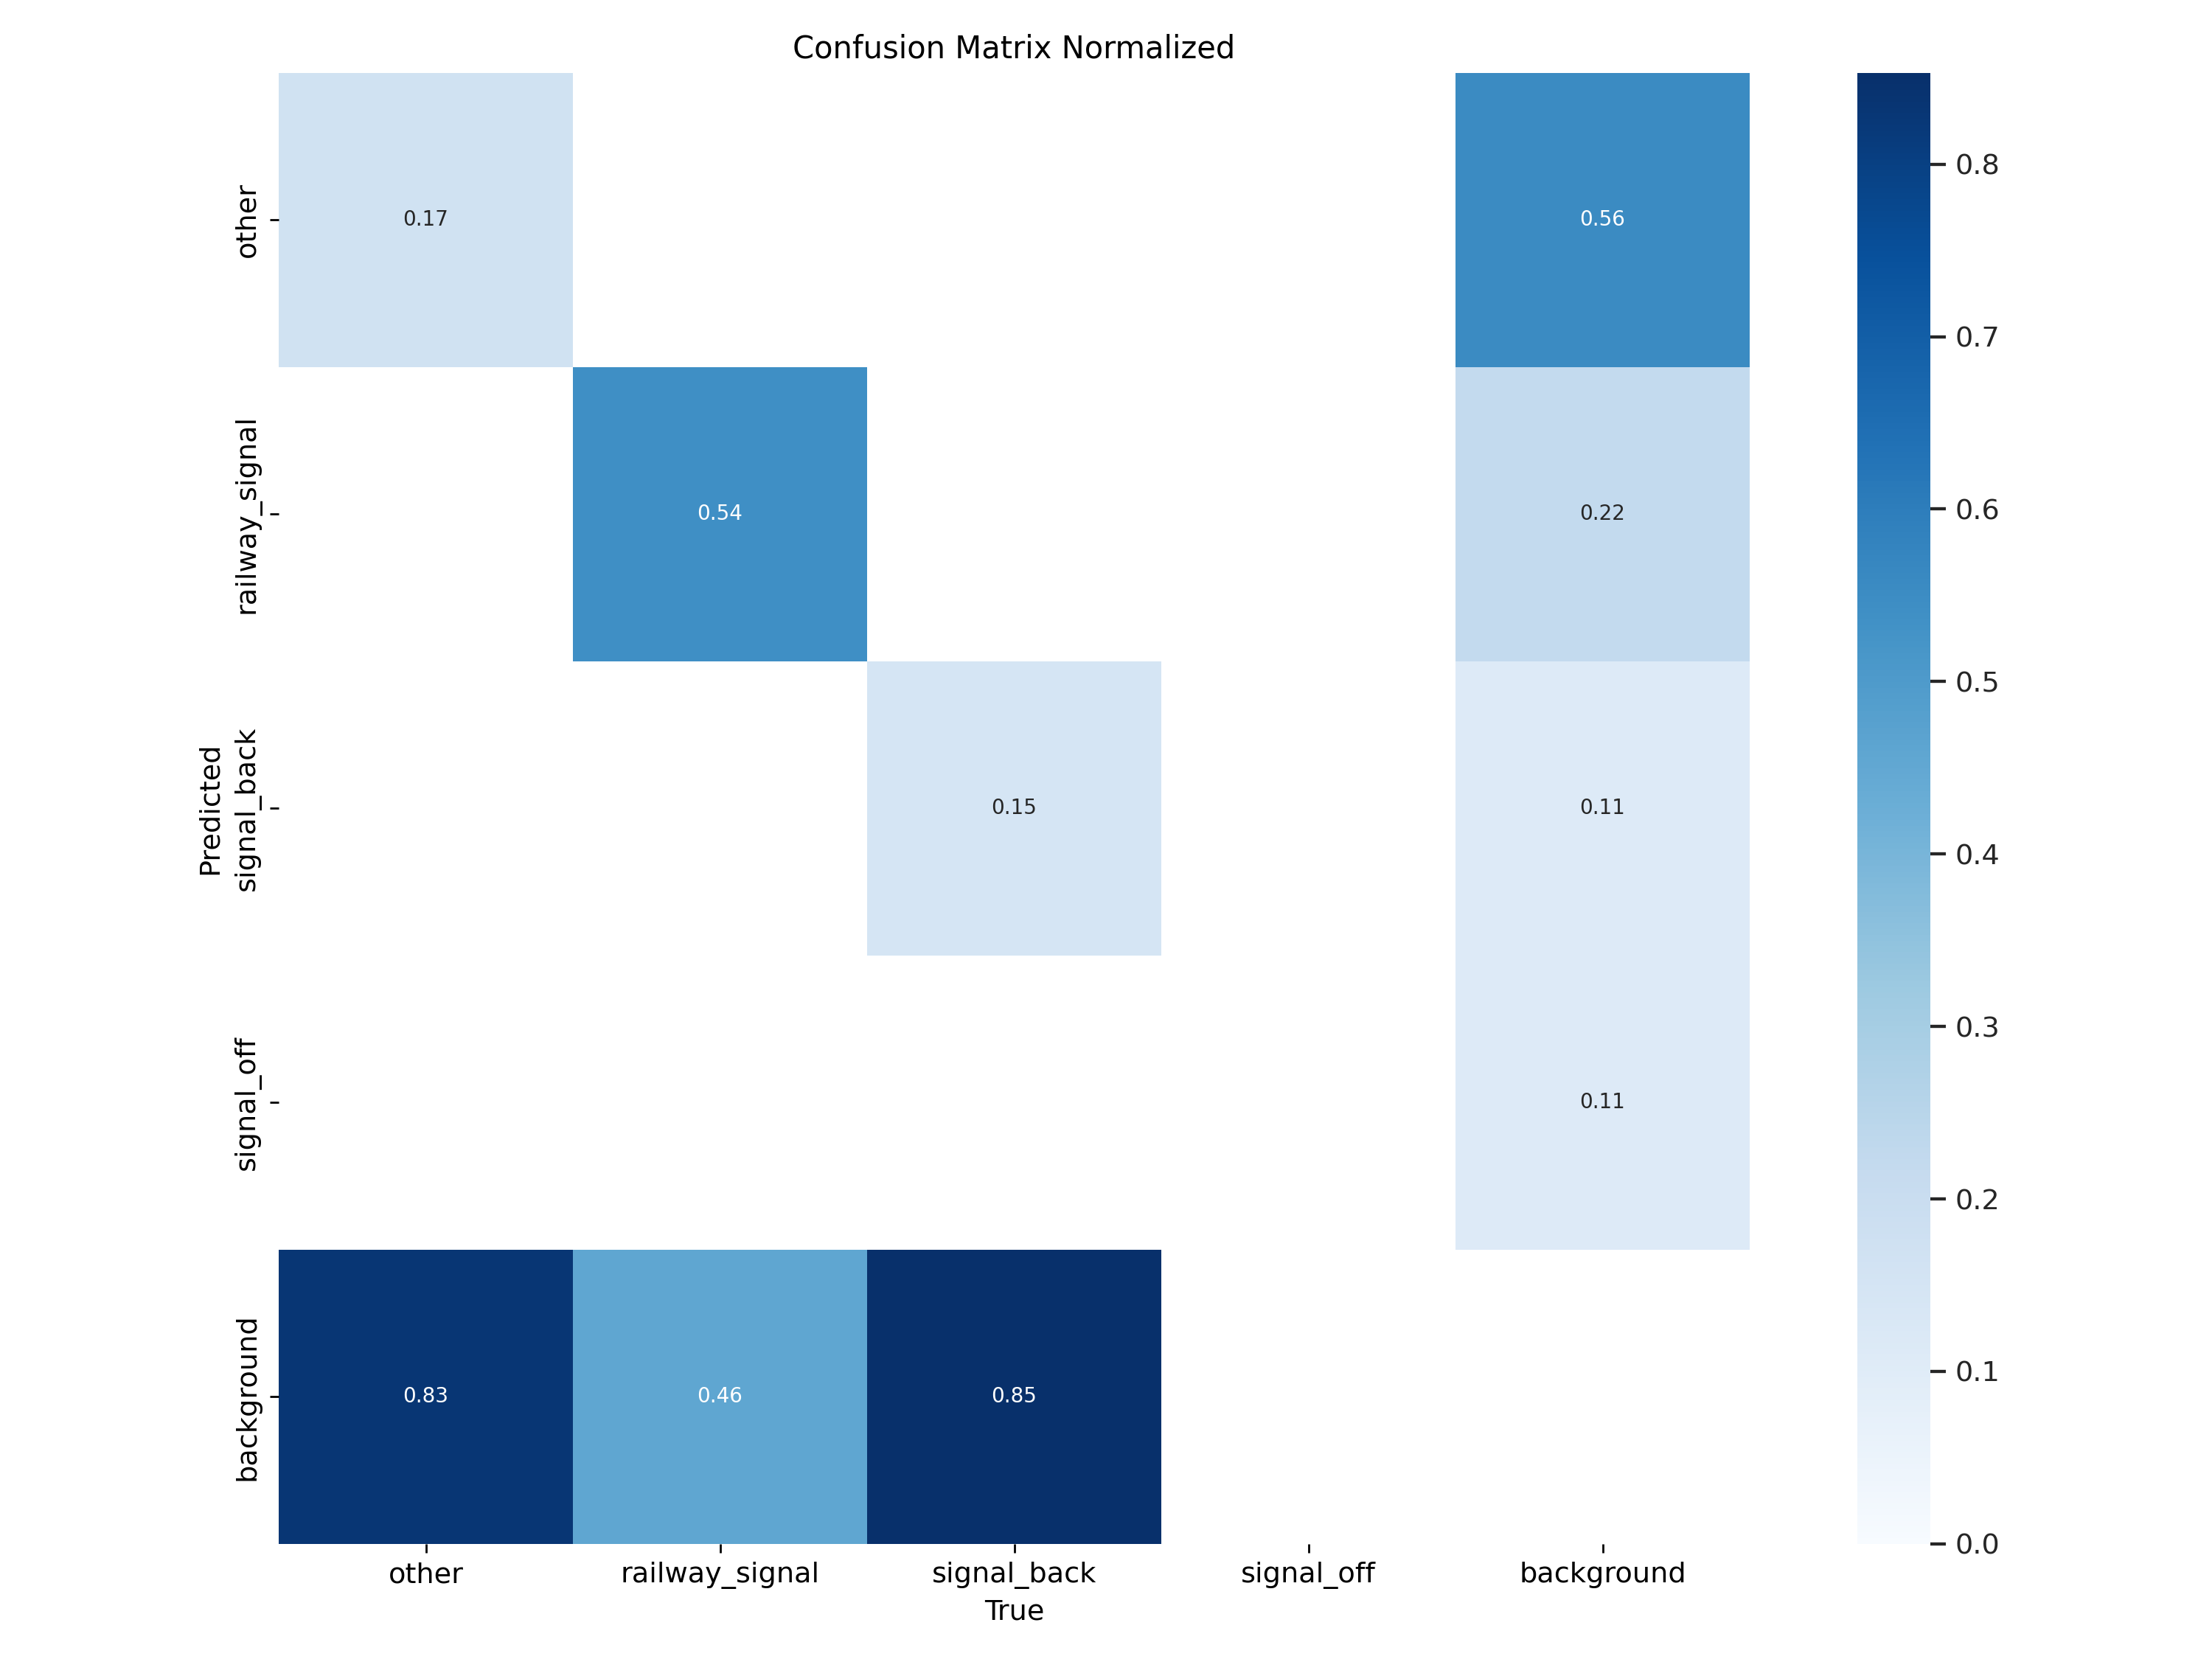 Confusion Matrix Normalized
other
railway_signal
signal_back
signal_off
background
Predicted
0.17
0.56
0.54
0.22
0.15
0.11
0.11
0.83
0.46
0.85
other
railway_signal
signal_back
signal_off
background
True
0.8
0.7
0.6
0.5
0.4
0.3
0.2
0.1
0.0